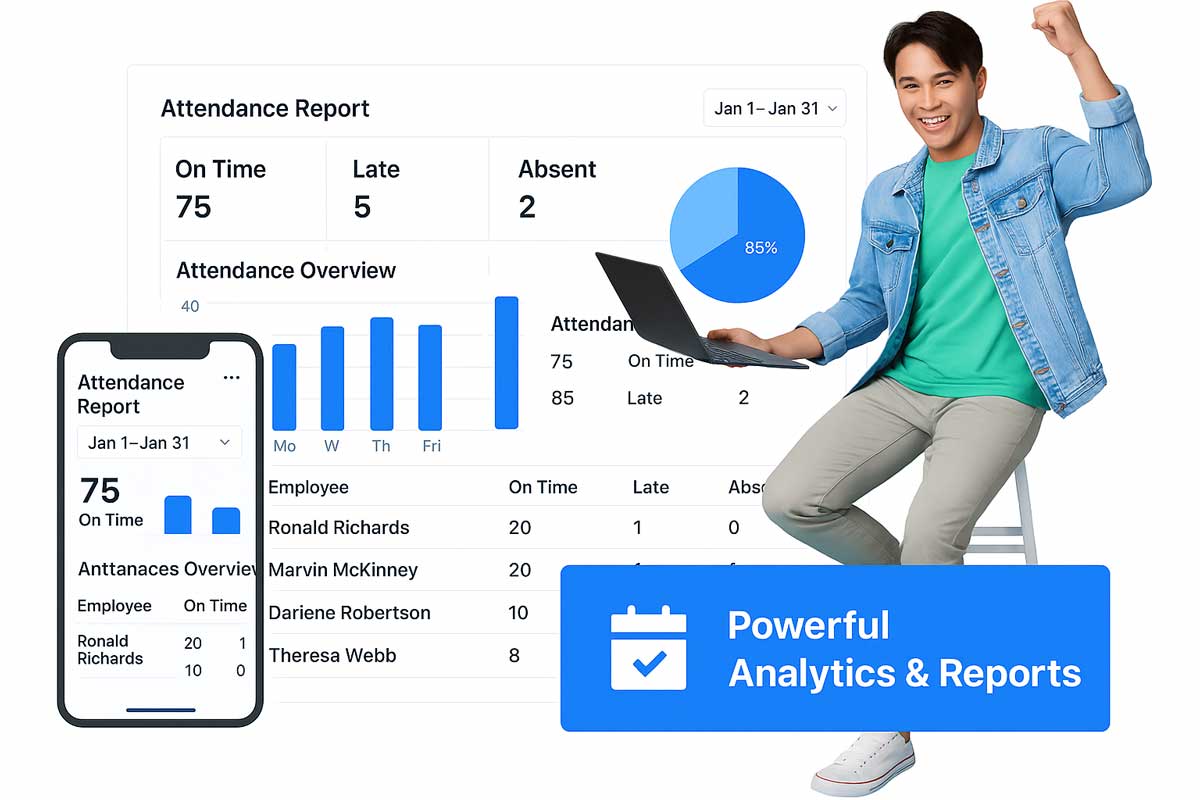 Attendance Report
Jan 1–Jan 31
On Time
Late
Absent
75
5
2
85%
Attendance Overview
40
Mo
W
Th
Fri
75
On Time
85
Late
2
Employee
On Time
Late
Ronald Richards
20
1
0
Marvin McKinney
20
Dariene Robertson
10
Theresa Webb
8
Attendance
Report
Jan 1–Jan 31
75
On Time
Anttanaces Overview
Employee
On Time
Ronald
Richards
20
1
10
0
Powerful
Analytics & Reports